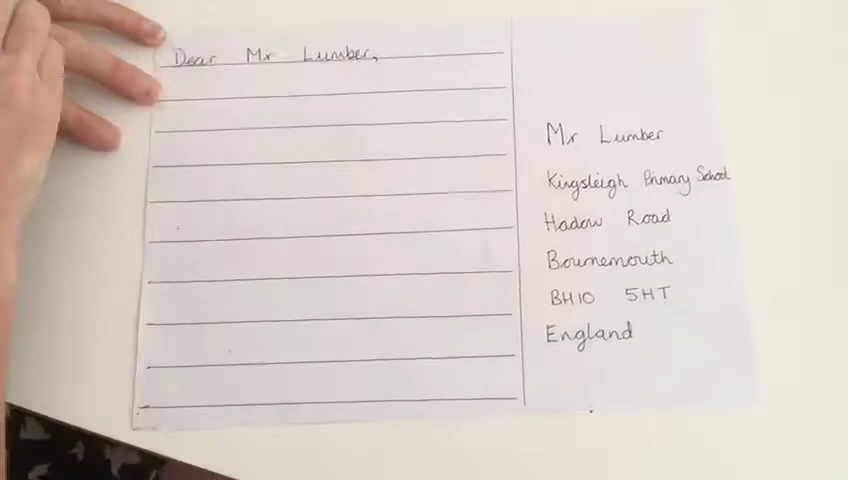 Dear Mr Lumber,
Mr Lumber
Kingsleigh Primary School
Hadow Road
Bournemouth
BH10 5HT
England